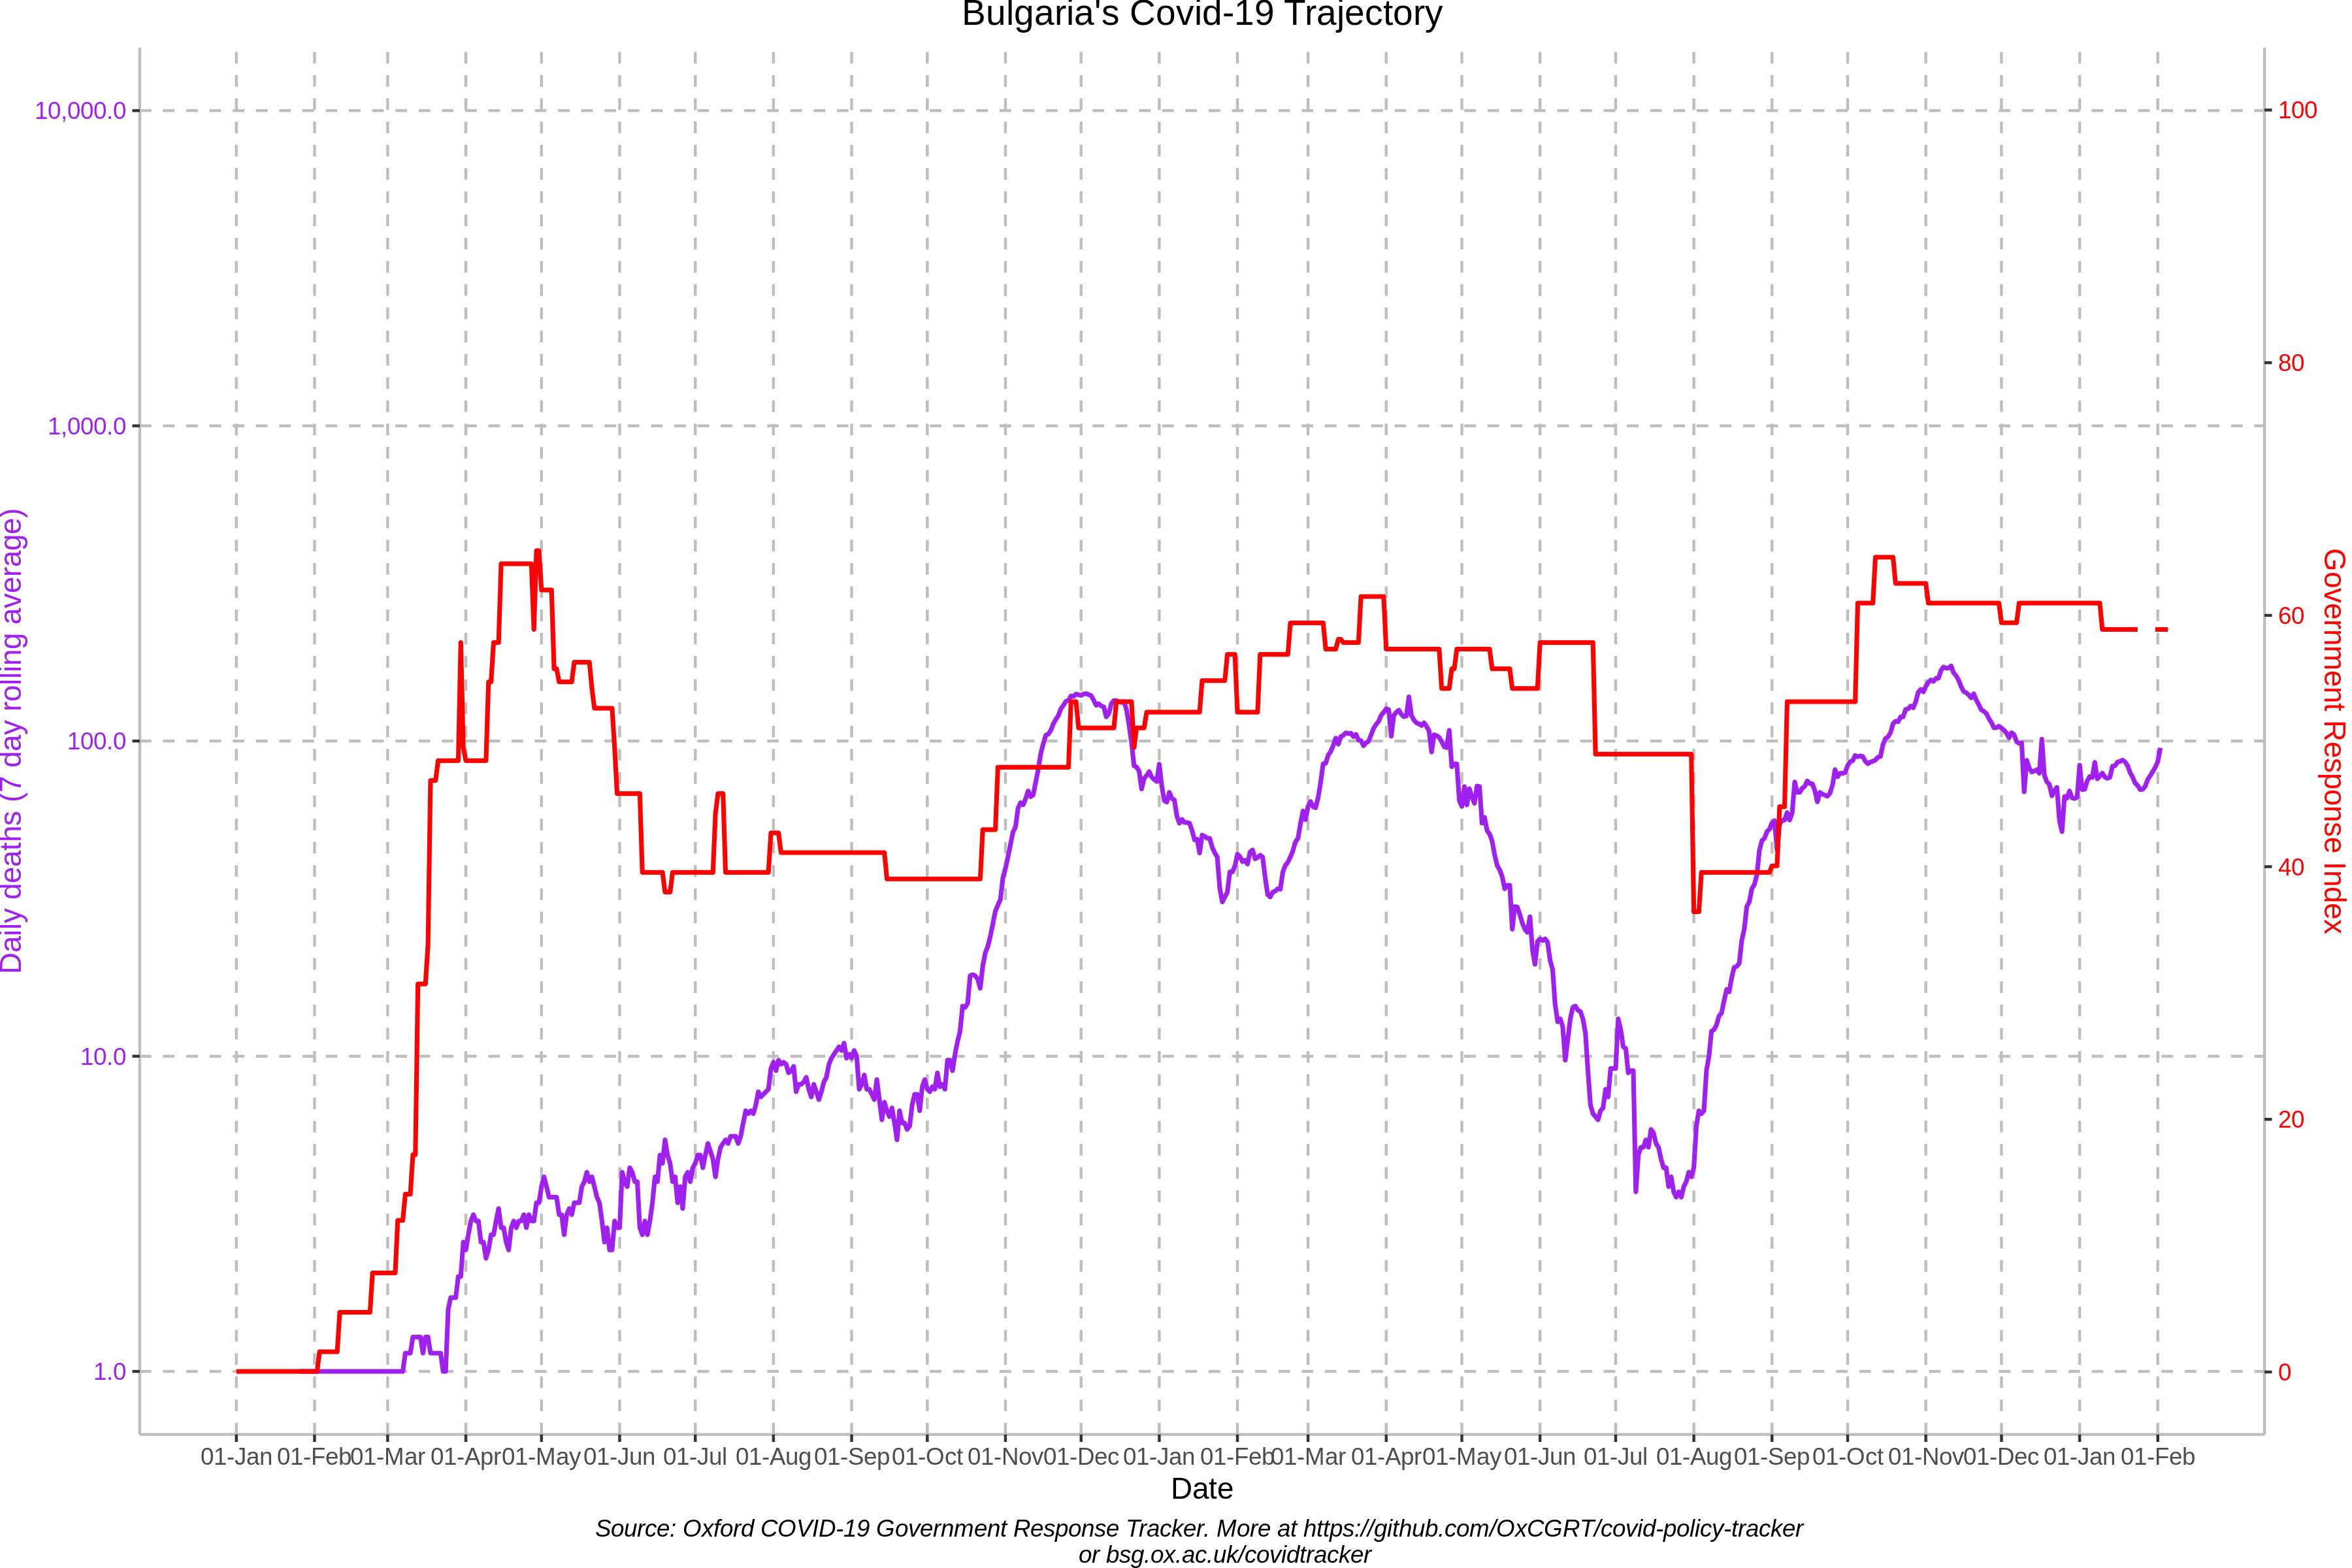 Bulgaria's Covid-19 Trajectory
10,000.0
1,000.0
100.0
10.0
1.0
Daily deaths (7 day rolling average)
100
80
60
40
20
0
Government Response Index
01-Jan 01-Feb 01-Mar 01-Apr 01-May 01-Jun 01-Jul 01-Aug 01-Sep 01-Oct 01-Nov 01-Dec 01-Jan 01-Feb 01-Mar 01-Apr 01-May 01-Jun 01-Jul 01-Aug 01-Sep 01-Oct 01-Nov 01-Dec 01-Jan 01-Feb
Date
Source: Oxford COVID-19 Government Response Tracker. More at https://github.com/OxCGRT/covid-policy-tracker
or bsg.ox.ac.uk/covidtracker